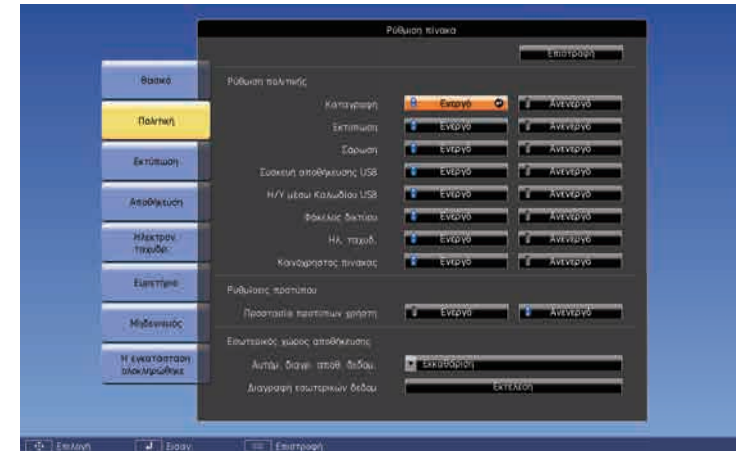 Ρύθμιση πίνακα
Επιστροφή
Βασικό
Πολιτική
Εκτύπωση
Αποθήκευση
Ηλεκτρον. ταχυδρ.
Ευρετήριο
Μηδενισμός
Η εγκατάσταση ολοκληρώθηκε
Ρύθμιση πολιτικής
Καταγραφή Ενεργό Ανενεργό
Εκτύπωση Ενεργό Ανενεργό
Σάρωση Ενεργό Ανενεργό
Συσκευή αποθήκευσης USB Ενεργό Ανενεργό
Η/Υ μέσω Καλωδίου USB Ενεργό Ανενεργό
Φάκελος δικτύου Ενεργό Ανενεργό
Ηλ. ταχυδ. Ενεργό Ανενεργό
Κοινόχρηστος πίνακας Ενεργό Ανενεργό
Ρυθμίσεις προτύπου
Προστασία προτύπων χρήστη Ενεργό Ανενεργό
Εσωτερικός χώρος αποθήκευσης
Αυτόμ. διαγρ. αποθ. δεδομ. Εκκαθάριση
Διαγραφή εσωτερικών δεδομ. Εκτέλεση
Επιλογή Εισαγ. Επιστροφή